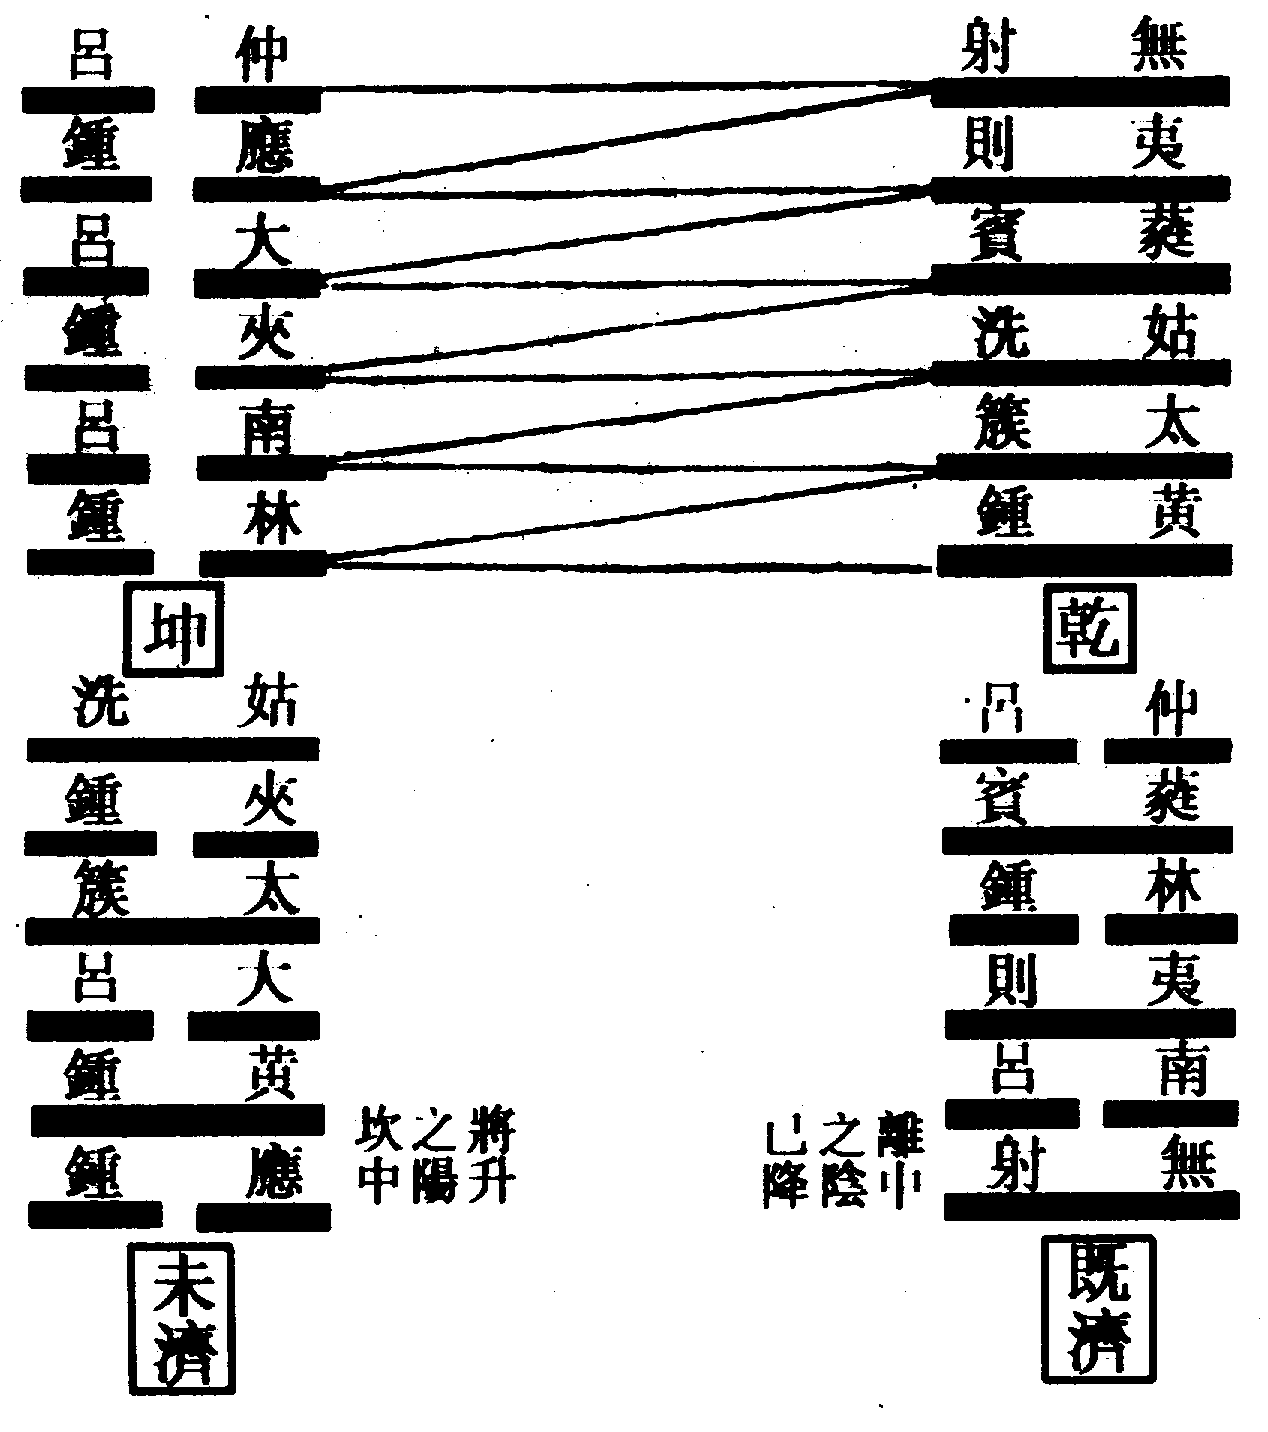 無射
夷則
蕤賓
姑洗
太簇
黃鍾
乾
仲呂
應鍾
大呂
夾鍾
南呂
林鍾
坤
仲呂
蕤賓
林鍾
夷則
南呂
無射
既濟
離中
之陰
已降
將升
之陽
坎中
姑洗
夾鍾
太簇
大呂
黃鍾
應鍾
未濟